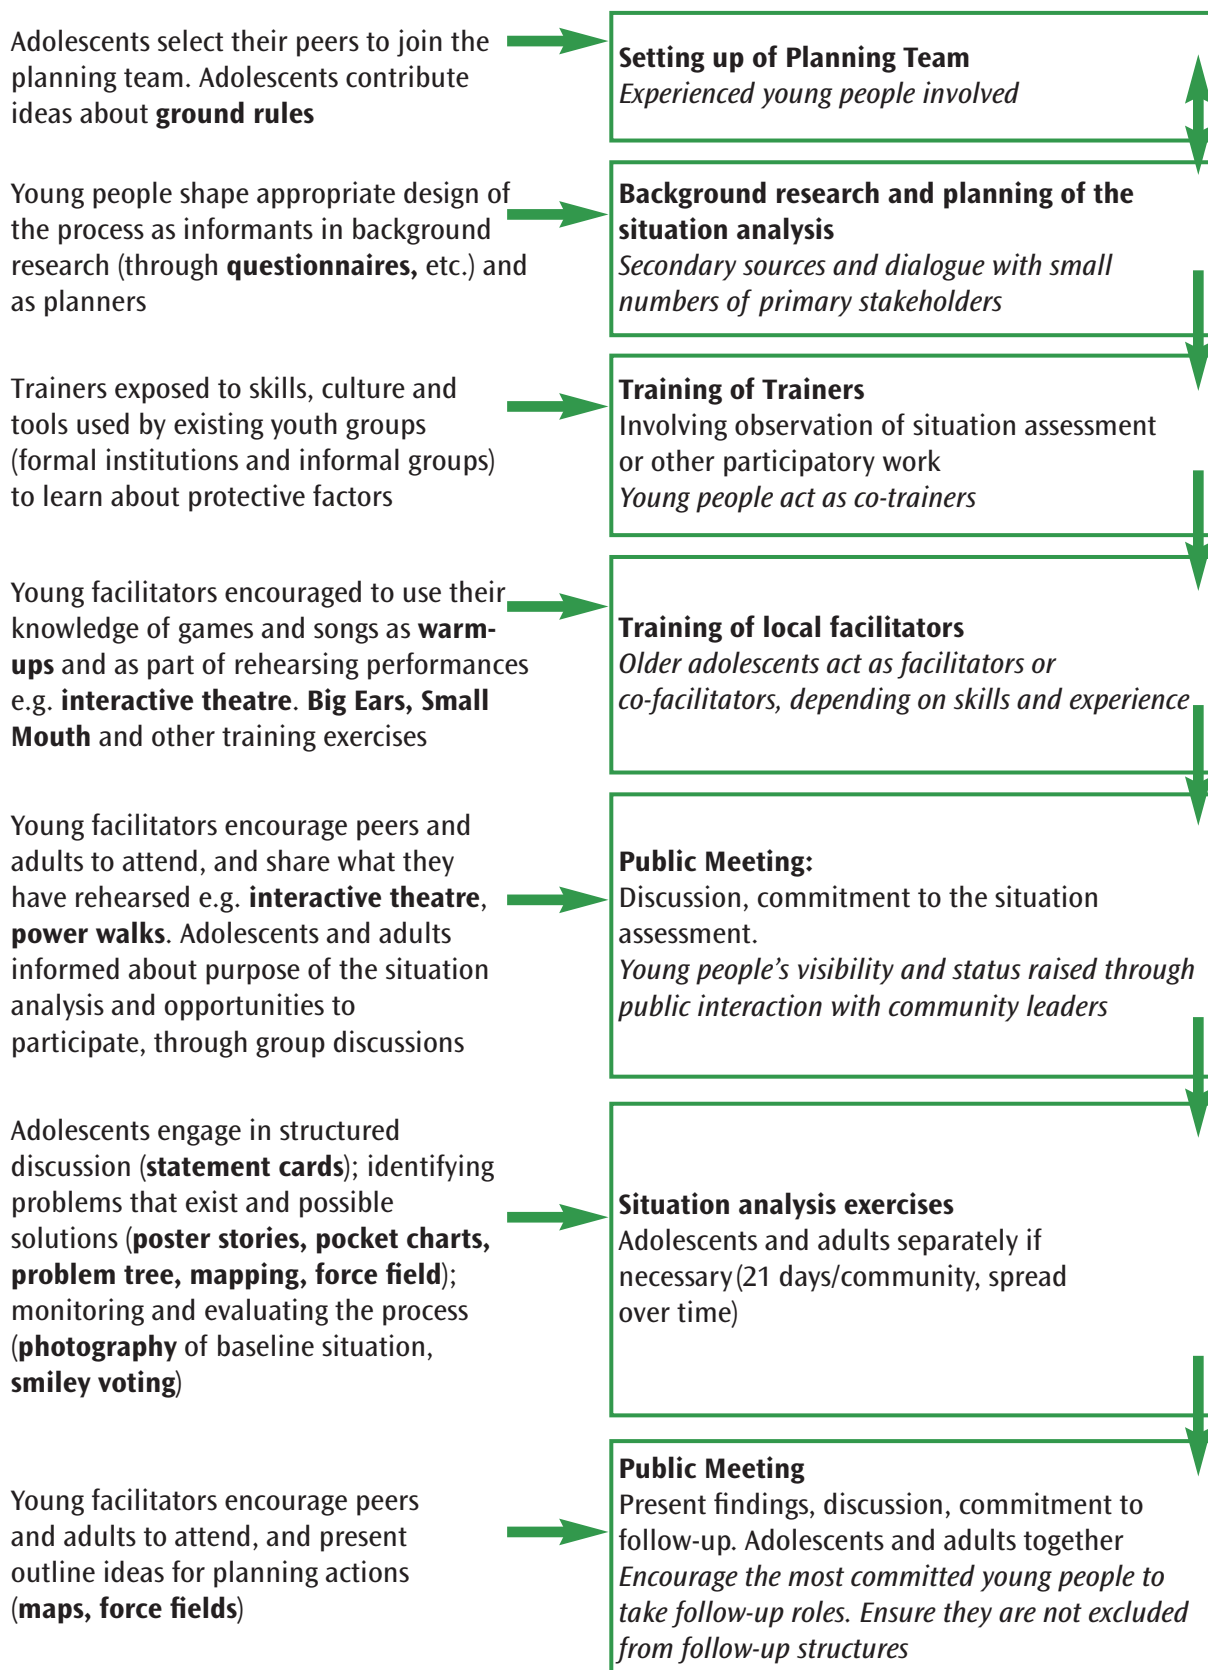 Adolescents select their peers to join the
planning team. Adolescents contribute
ideas about ground rules
Setting up of Planning Team
Experienced young people involved
Young people shape appropriate design of
the process as informants in background
research (through questionnaires, etc.) and
as planners
Background research and planning of the
situation analysis
Secondary sources and dialogue with small
numbers of primary stakeholders
Trainers exposed to skills, culture and
tools used by existing youth groups
(formal institutions and informal groups)
to learn about protective factors
Training of Trainers
Involving observation of situation assessment
or other participatory work
Young people act as co-trainers
Young facilitators encouraged to use their
knowledge of games and songs as warm-
ups and as part of rehearsing performances
e.g. interactive theatre. Big Ears, Small
Mouth and other training exercises
Training of local facilitators
Older adolescents act as facilitators or
co-facilitators, depending on skills and experience
Young facilitators encourage peers and
adults to attend, and share what they
have rehearsed e.g. interactive theatre,
power walks. Adolescents and adults
informed about purpose of the situation
analysis and opportunities to
participate, through group discussions
Public Meeting:
Discussion, commitment to the situation
assessment.
Young people's visibility and status raised through
public interaction with community leaders
Adolescents engage in structured
discussion (statement cards); identifying
problems that exist and possible
solutions (poster stories, pocket charts,
problem tree, mapping, force field);
monitoring and evaluating the process
(photography of baseline situation,
smiley voting)
Situation analysis exercises
Adolescents and adults separately if
necessary (21 days/community, spread
over time)
Young facilitators encourage peers
and adults to attend, and present
outline ideas for planning actions
(maps, force fields)
Public Meeting
Present findings, discussion, commitment to
follow-up. Adolescents and adults together
Encourage the most committed young people to
take follow-up roles. Ensure they are not excluded
from follow-up structures